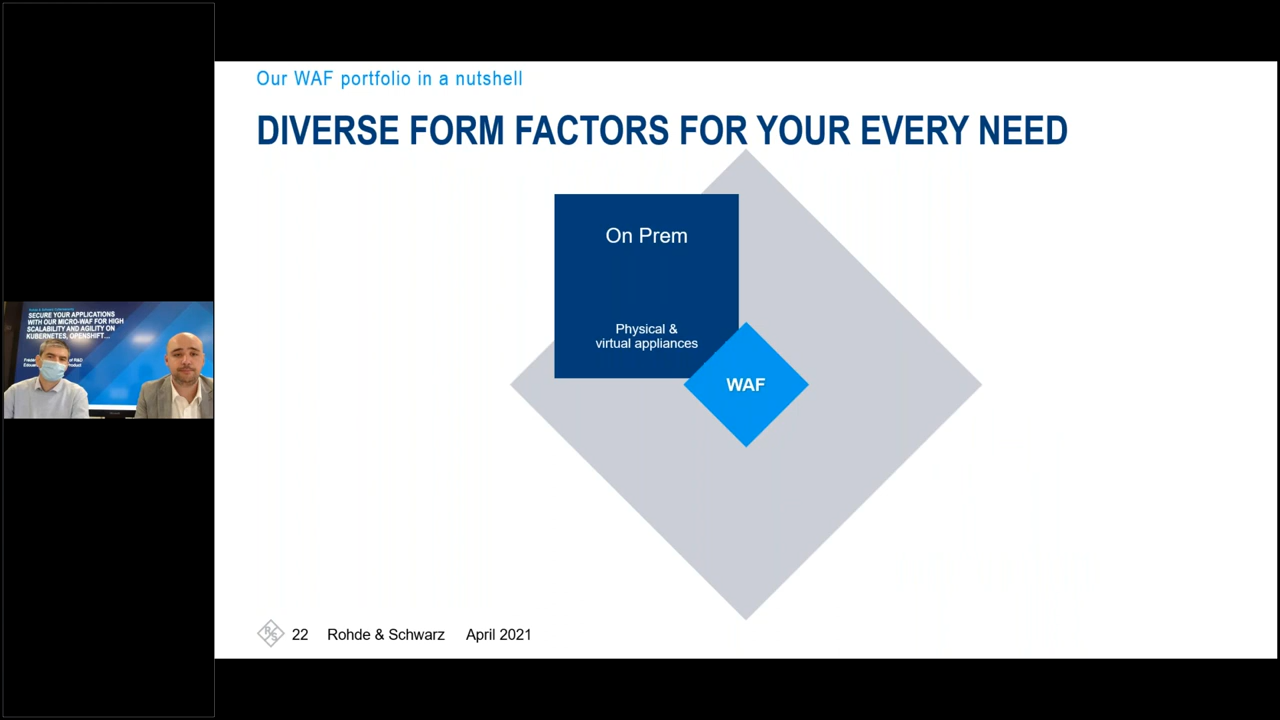 Our WAF portfolio in a nutshell
DIVERSE FORM FACTORS FOR YOUR EVERY NEED
On Prem
Physical &
virtual appliances
WAF
SECURE YOUR APPLICATIONS
WITH OUR MICRO-WAF FOR HIGH
SCALABILITY AND AGILITY ON
KUBERNETES, OPENSHIFT...
22 Rohde & Schwarz April 2021